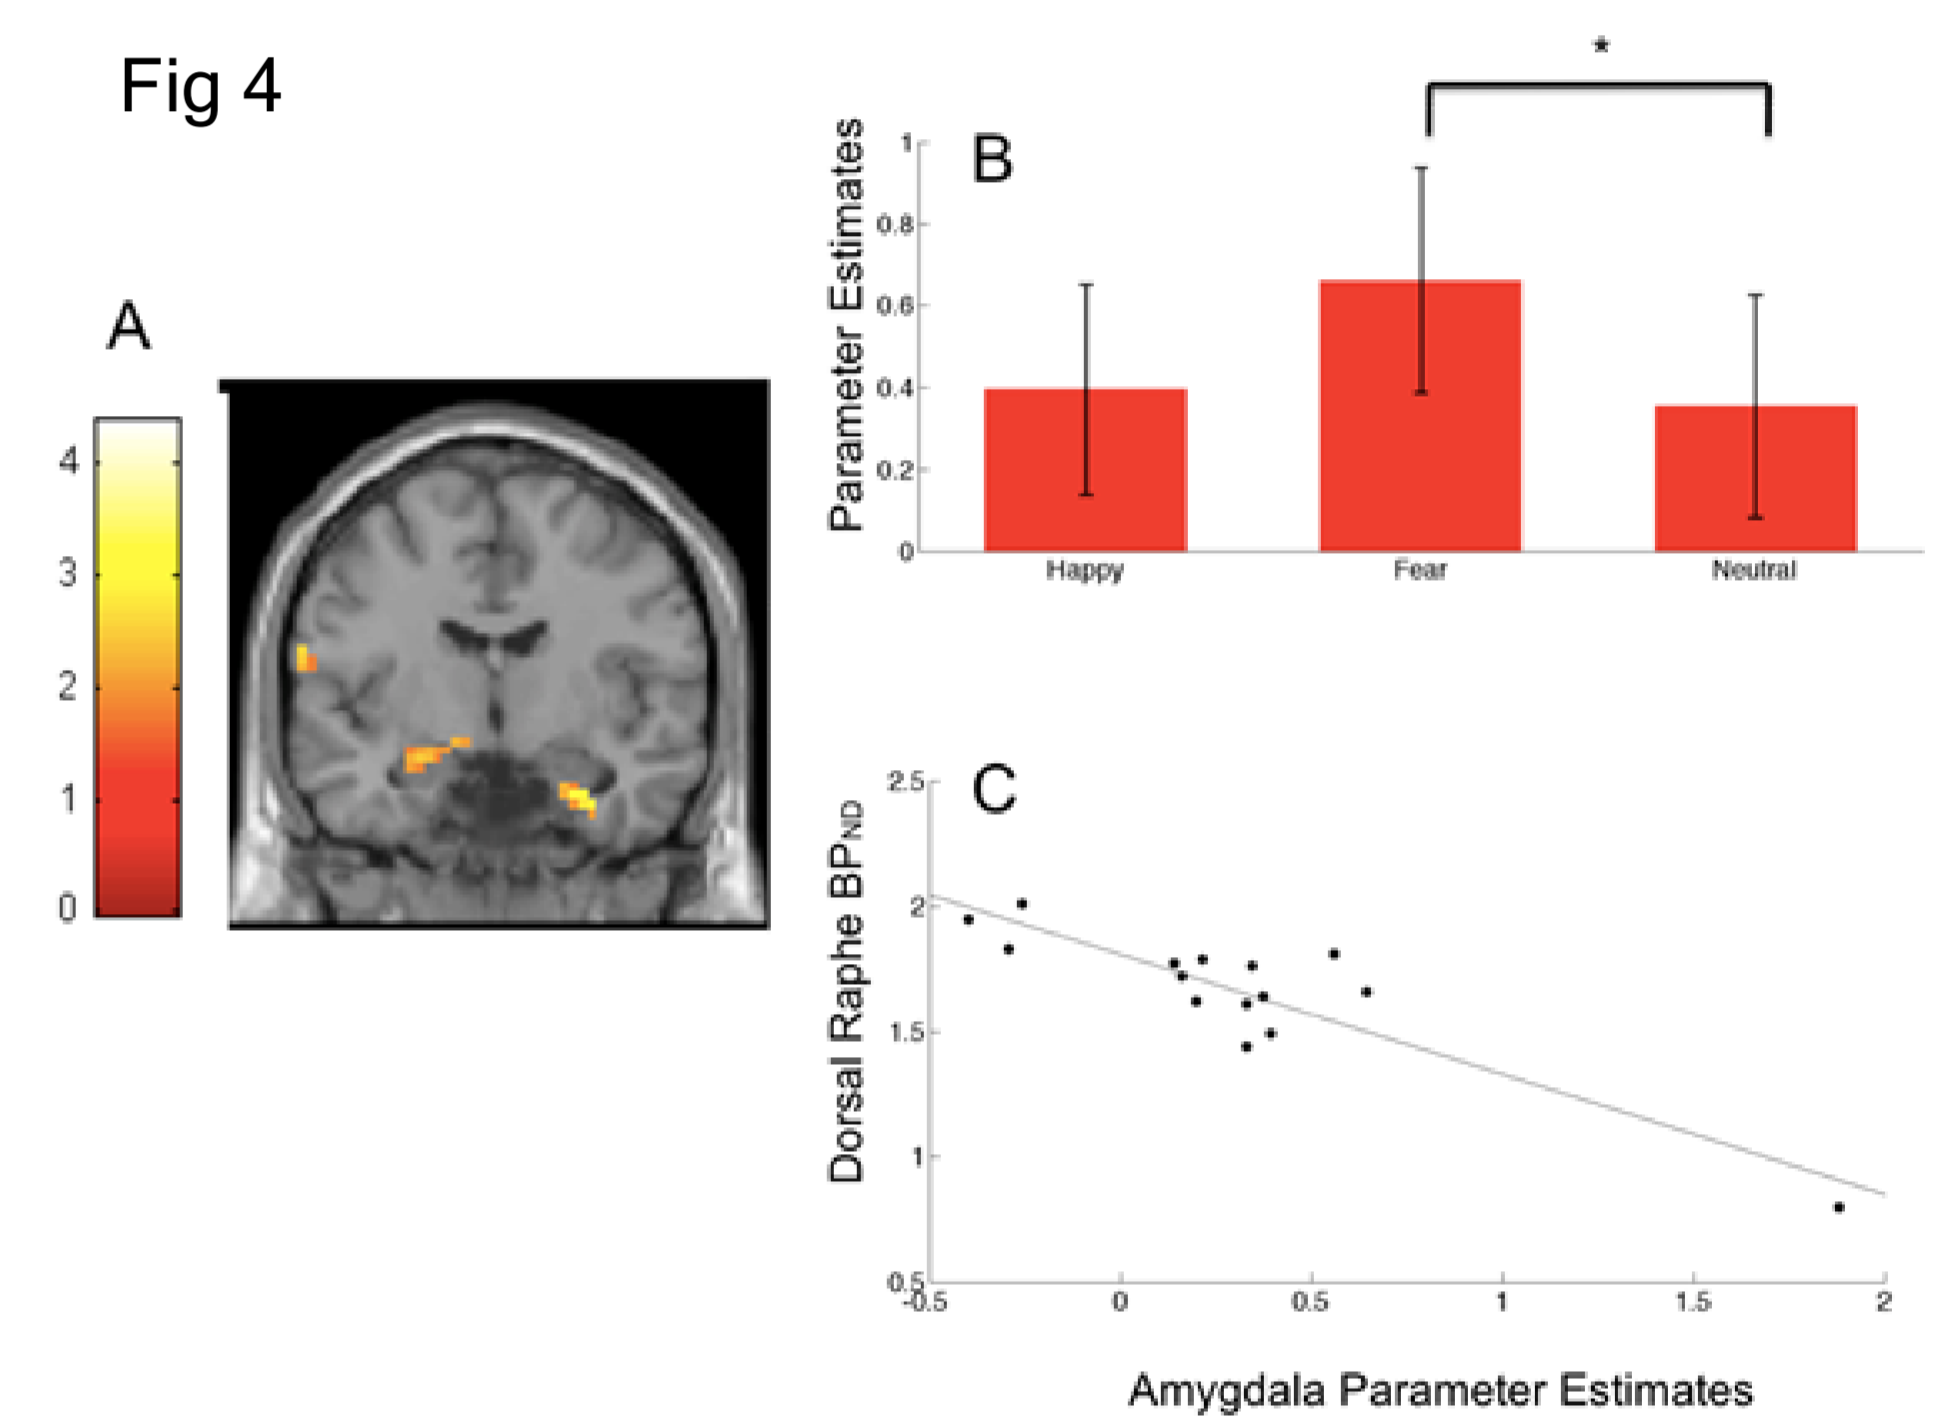 Fig 4
A
4
3
2
1
0
*
B
Parameter Estimates
1
0.8
0.6
0.4
0.2
0
Happy Fear Neutral
C
Dorsal Raphe BPND
2.5
2
1.5
1
0.5
-0.5 0 0.5 1 1.5 2
Amygdala Parameter Estimates